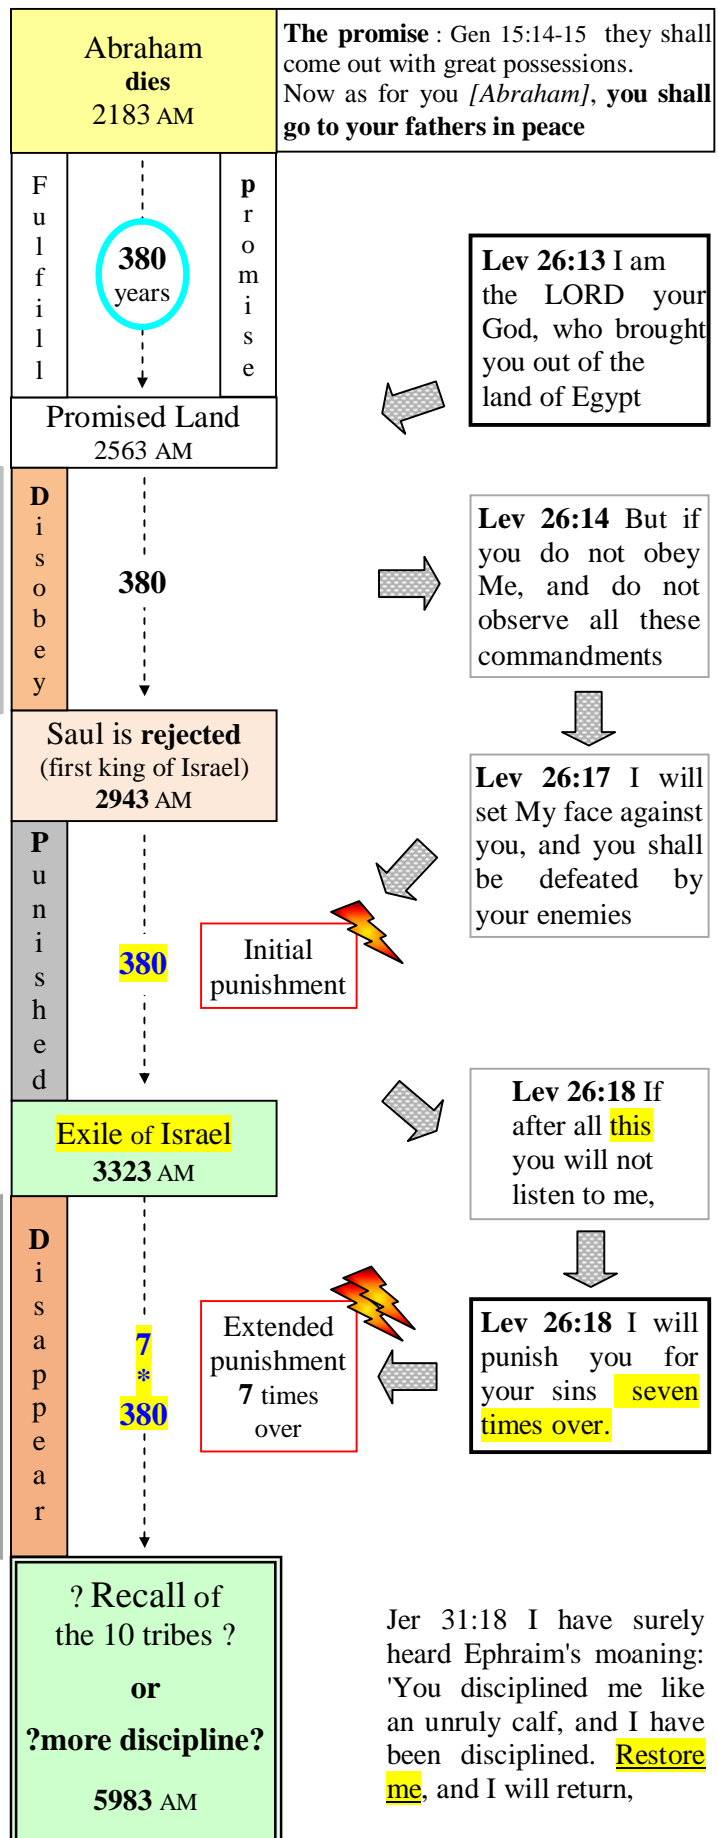 Abraham
dies
2183 AM
The promise : Gen 15:14-15 they shall
come out with great possessions.
Now as for you [Abraham], you shall
go to your fathers in peace
Fulfill
380
years
promise
Lev 26:13 I am
the LORD your
God, who brought
you out of the
land of Egypt
Promised Land
2563 AM
Disobey
380
Lev 26:14 But if
you do not obey
Me, and do not
observe all these
commandments
Saul is rejected
(first king of Israel)
2943 AM
Lev 26:17 I will
set My face against
you, and you shall
be defeated by
your enemies
Punished
380
Initial
punishment
Exile of Israel
3323 AM
Lev 26:18 If
after all this
you will not
listen to me,
Disappear
7
*
380
Extended
punishment
7 times
over
Lev 26:18 I will
punish you for
your sins seven
times over.
? Recall of
the 10 tribes ?
or
?more discipline?
5983 AM
Jer 31:18 I have surely
heard Ephraim's moaning:
'You disciplined me like
an unruly calf, and I have
been disciplined. Restore
me, and I will return,